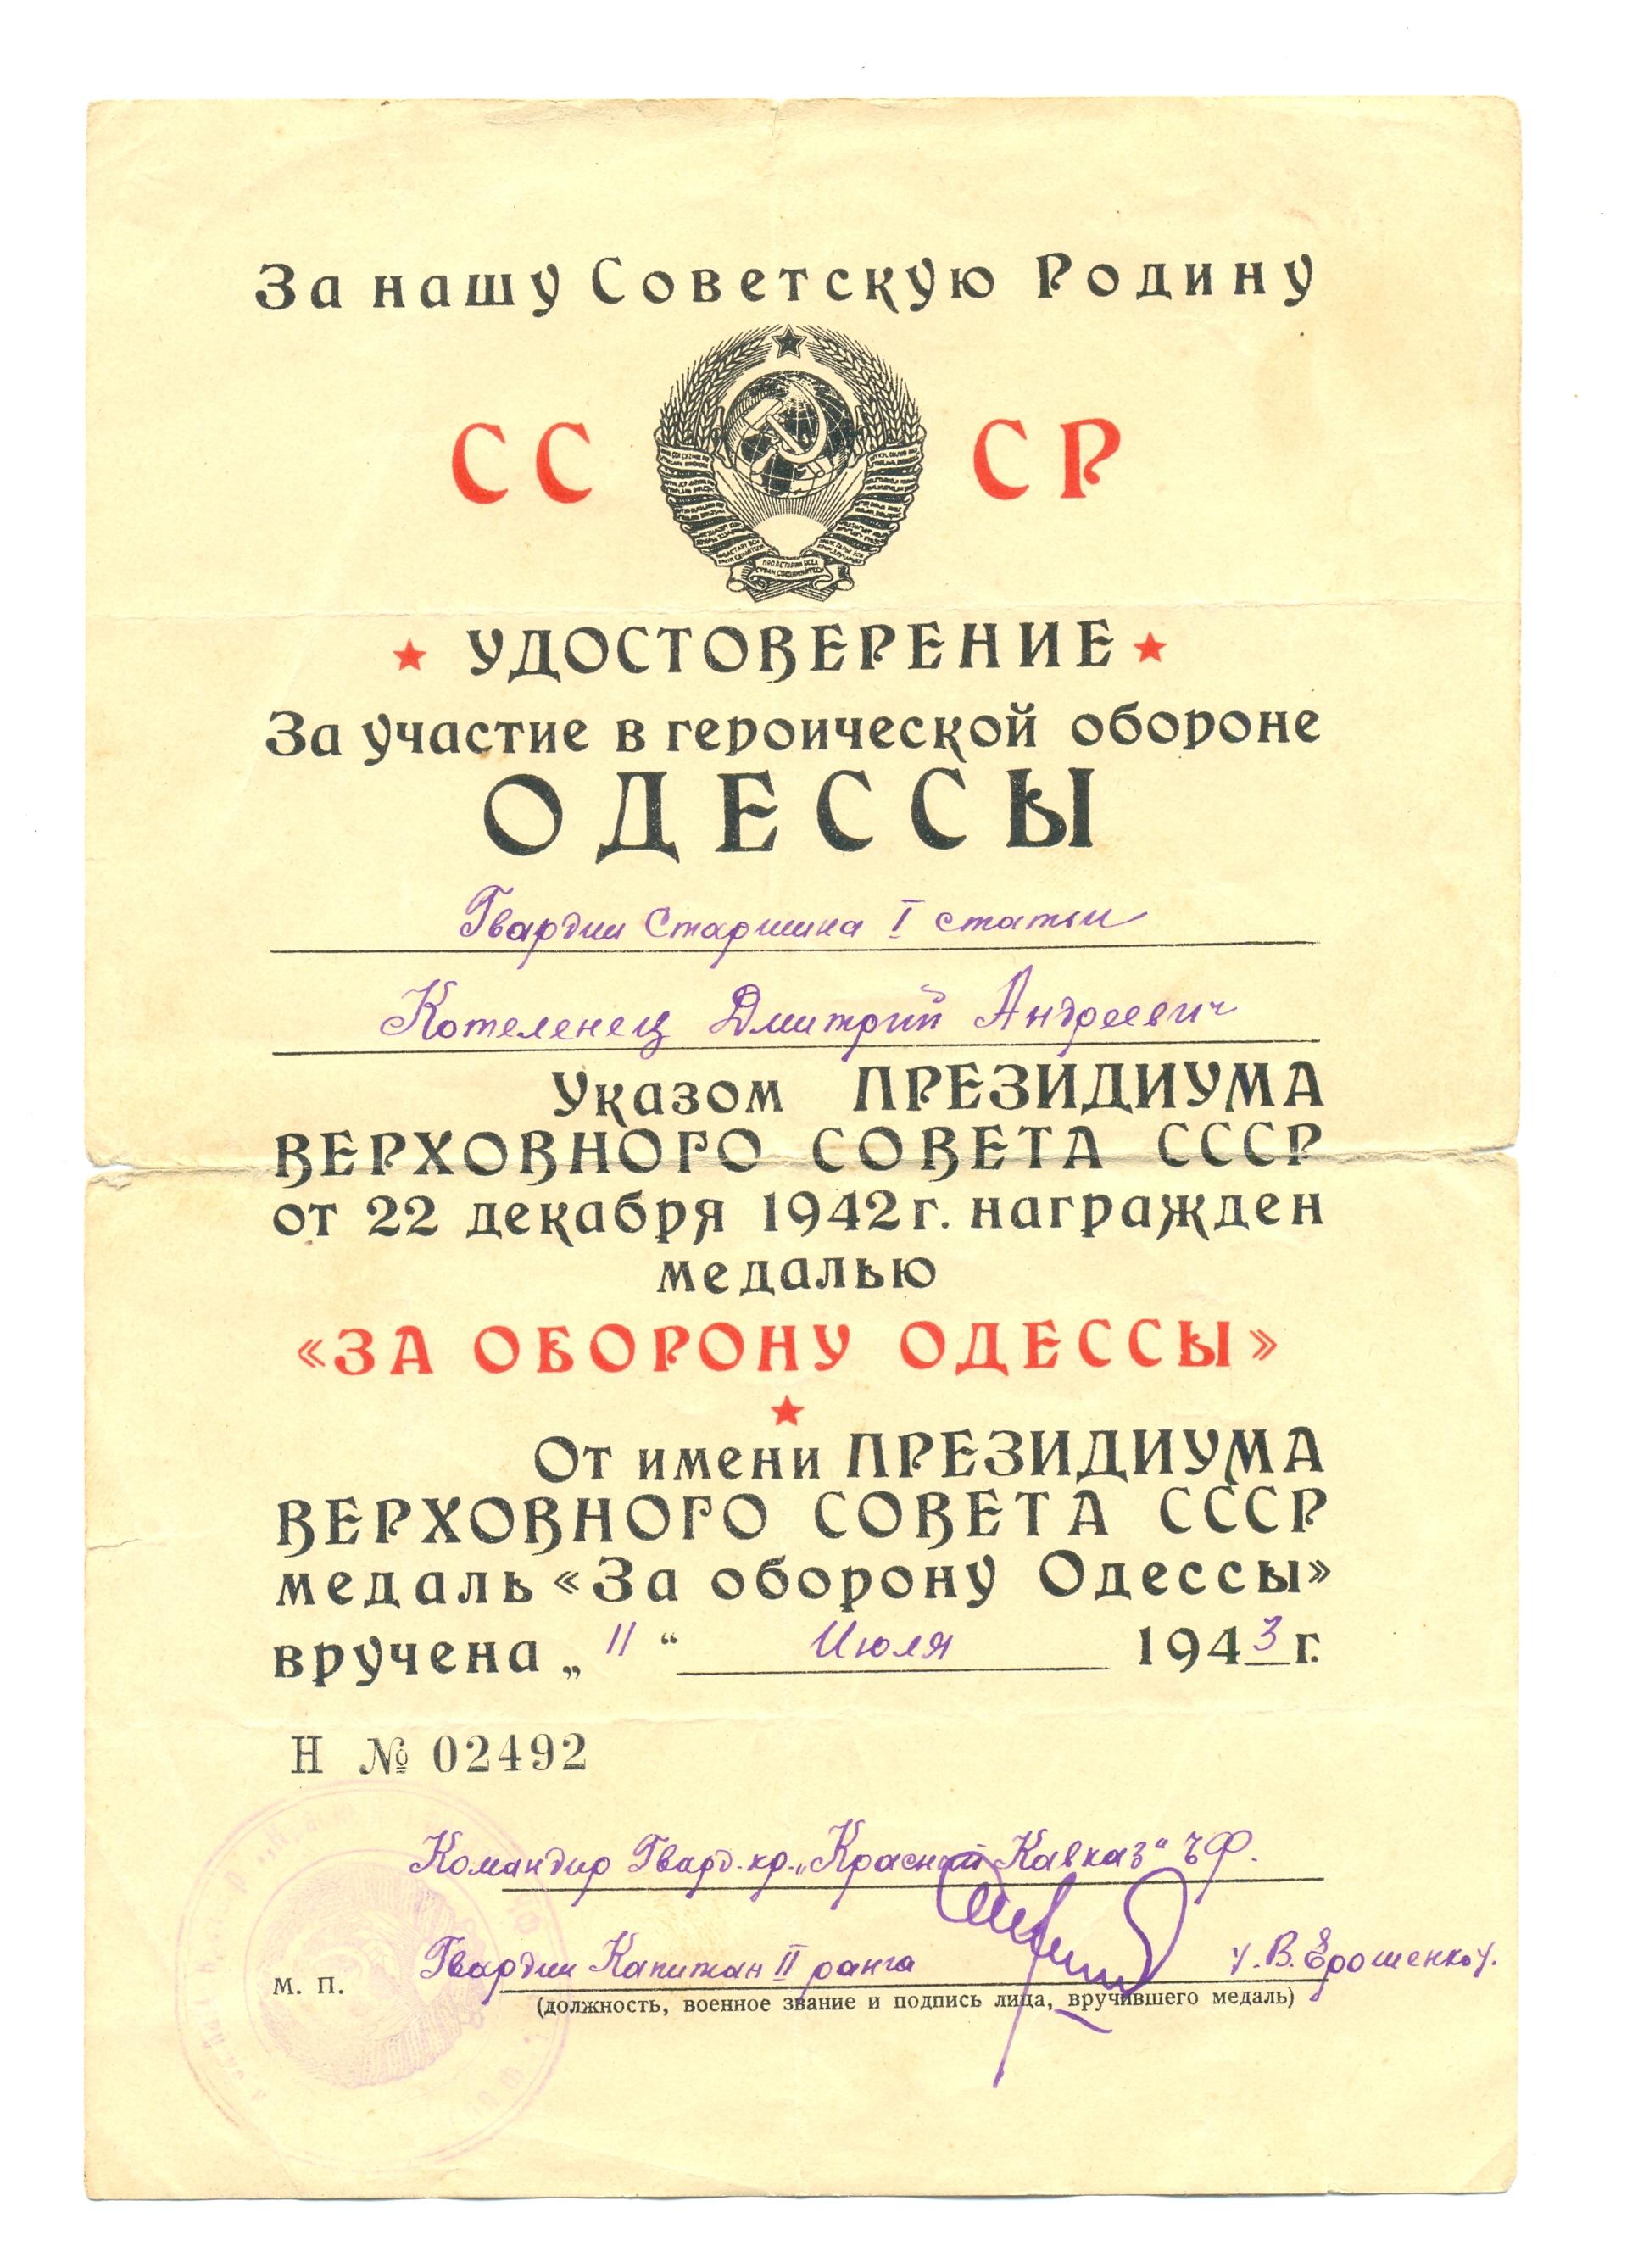 За нашу Советскую Родину
СС СР
УДОСТОВЕРЕНИЕ
За участие в героической обороне
ОДЕССЫ
Гвардии Старшина I статьи
Котеленец Дмитрий Андреевич
Указом ПРЕЗИДИУМА
ВЕРХОВНОГО СОВЕТА СССР
от 22 декабря 1942 г. награжден
медалью
«ЗА ОБОРОНУ ОДЕССЫ»
От имени ПРЕЗИДИУМА
ВЕРХОВНОГО СОВЕТА СССР
медаль «За оборону Одессы»
вручена „ 11 “ Июля 1943 г.
Н № 02492
Командир Гвард. кр. „Красный Кавказ“ ЧФ.
Гвардии Капитан II ранга В. Ерошенко
М. П.
(должность, военное звание и подпись лица, вручившего медаль)